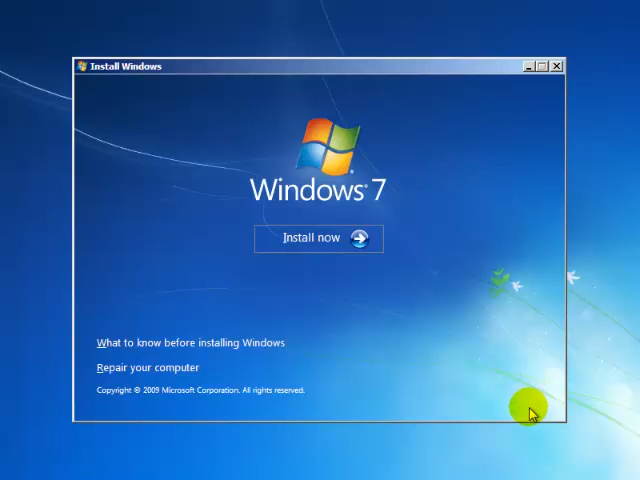 Install Windows
Windows 7
Install now
What to know before installing Windows
Repair your computer
Copyright © 2009 Microsoft Corporation. All rights reserved.